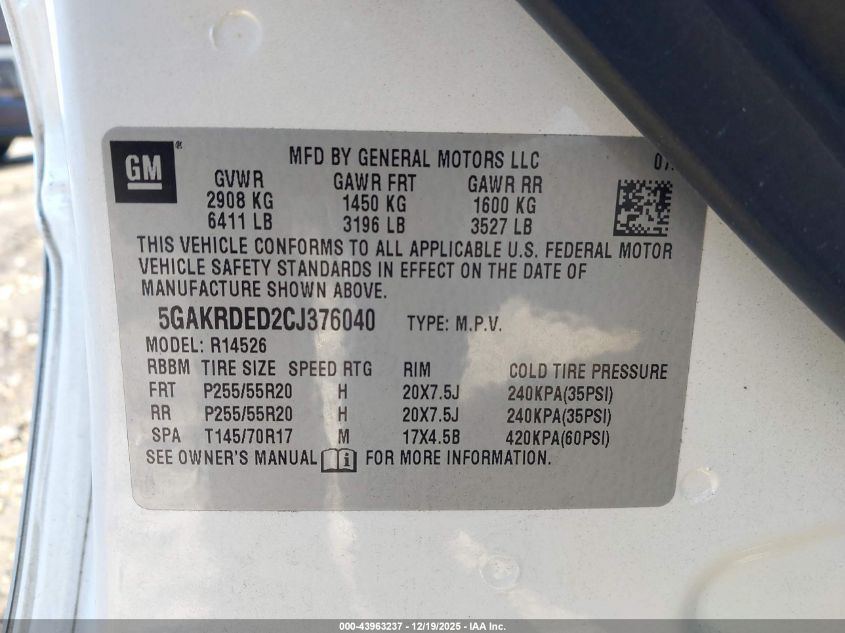 GM ®
MFD BY GENERAL MOTORS LLC 07
GVWR GAWR FRT GAWR RR
2908 KG 1450 KG 1600 KG
6411 LB 3196 LB 3527 LB
THIS VEHICLE CONFORMS TO ALL APPLICABLE U.S. FEDERAL MOTOR
VEHICLE SAFETY STANDARDS IN EFFECT ON THE DATE OF
MANUFACTURE SHOWN ABOVE.
5GAKRDED2CJ376040 TYPE: M.P.V.
MODEL: R14526
RBBM TIRE SIZE SPEED RTG RIM COLD TIRE PRESSURE
FRT P255/55R20 H 20X7.5J 240KPA(35PSI)
RR P255/55R20 H 20X7.5J 240KPA(35PSI)
SPA T145/70R17 M 17X4.5B 420KPA(60PSI)
SEE OWNER'S MANUAL FOR MORE INFORMATION.
000-43963237 - 12/19/2025 - IAA Inc.